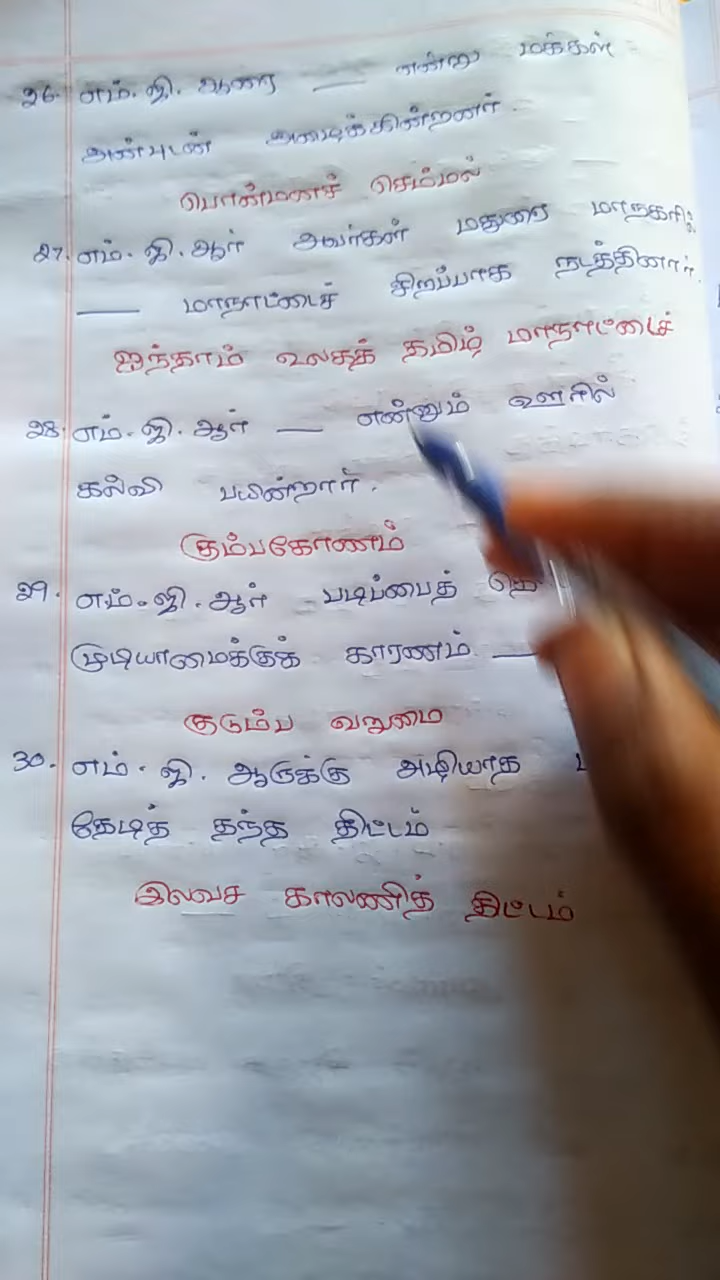 26. எம். ஜி. ஆரை ___ என்று மக்கள்
அன்புடன் அழைக்கின்றனர்.
பொன்மனச் செம்மல்
27. எம். ஜி. ஆர் அவர்கள் மதுரை மாநகரில்
___ மாநாட்டைச் சிறப்பாக நடத்தினார்.
ஐந்தாம் உலகத் தமிழ் மாநாட்டைச்
28. எம். ஜி. ஆர் ___ என்னும் ஊரில்
கல்வி பயின்றார்.
கும்பகோணம்
29. எம். ஜி. ஆர் படிப்பைத்
முடியாமைக்குக் காரணம் ___
குடும்ப வறுமை
30. எம். ஜி. ஆருக்கு அழியாத
தேடித் தந்த திட்டம்
இலவச காலணித் திட்டம்